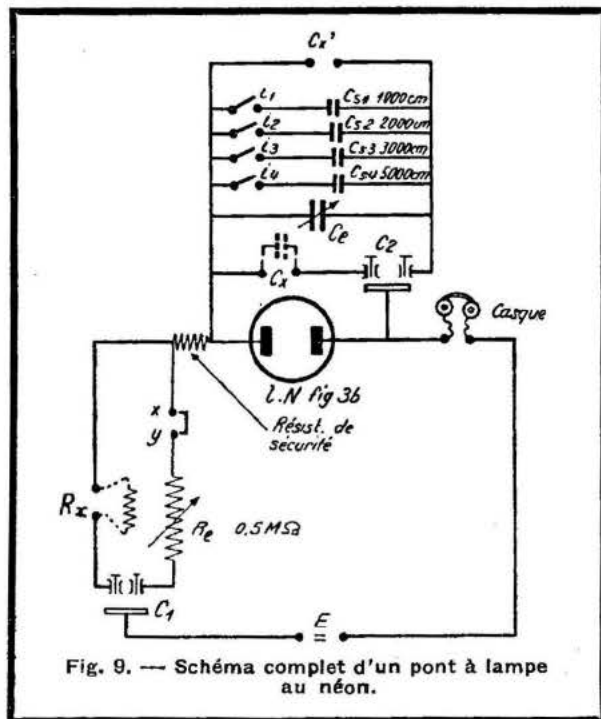 Cx'
i1 Cs1 1000cm
i2 Cs2 2000cm
i3 Cs3 3000cm
i4 Cs4 5000cm
Ce
C2
Cx
Casque
L.N fig 3b
x
y
Résist. de
sécurité
Rx
Re 0.5MΩ
C1
E
Fig. 9. — Schéma complet d'un pont à lampe
au néon.